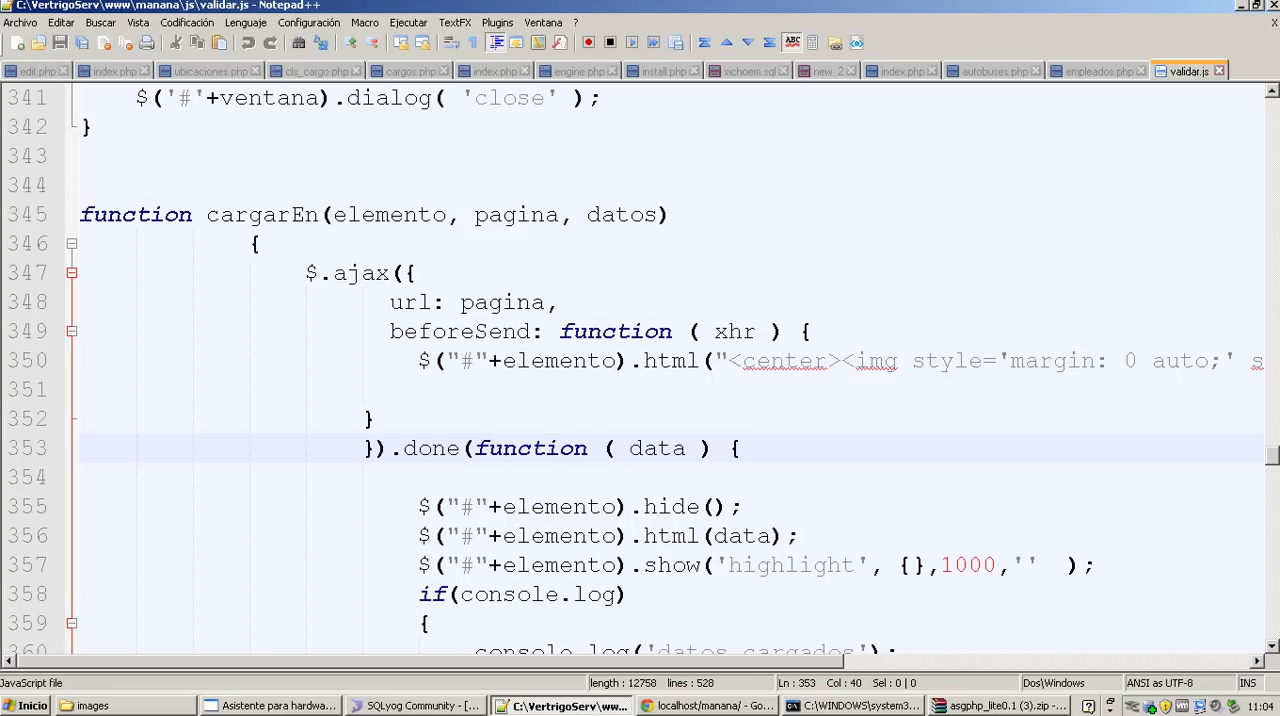 C:\VertrigoServ\www\manana\js\validar.js - Notepad++
Archivo Editar Buscar Vista Codificación Lenguaje Configuración Macro Ejecutar TextFX Plugins Ventana ?
edit.php index.php ubicaciones.php cls_cargo.php cargos.php index.php engine.php install.php sichoem.sql new 2 index.php autobuses.php empleados.php validar.js
341 $('#'+ventana).dialog( 'close' );
342 }
343
344
345 function cargarEn(elemento, pagina, datos)
346 {
347 $.ajax({
348 url: pagina,
349 beforeSend: function ( xhr ) {
350 $("#"+elemento).html("<center><img style='margin: 0 auto;' s
351
352 }
353 }).done(function ( data ) {
354
355 $("#"+elemento).hide();
356 $("#"+elemento).html(data);
357 $("#"+elemento).show('highlight', {},1000,'' );
358 if(console.log)
359 {
360 console.log('datos cargados');
JavaScript file length : 12758 lines : 528 Ln : 353 Col : 40 Sel : 0 | 0 Dos\Windows ANSI as UTF-8 INS
Inicio images Asistente para hardwa... SQLyog Community - [... C:\VertrigoServ\www... localhost/manana/ - Go... C:\WINDOWS\system3... asgphp_lite0.1 (3).zip -... 11:04